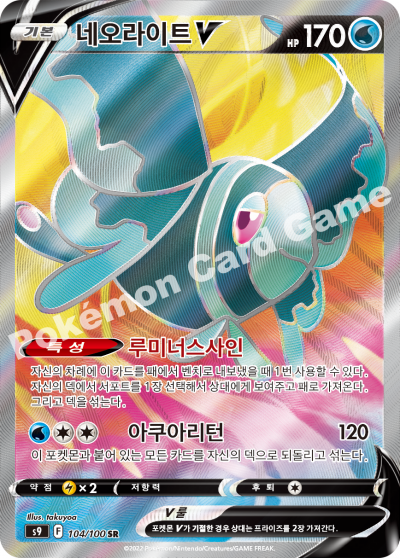 기본 네오라이트 V HP 170
Pokémon Card Game
특성 루미너스사인
자신의 차례에 이 카드를 패에서 벤치로 내보냈을 때 1번 사용할 수 있다.
자신의 덱에서 서포트를 1장 선택해서 상대에게 보여주고 패로 가져온다.
그리고 덱을 섞는다.
아쿠아리턴 120
이 포켓몬과 붙어 있는 모든 카드를 자신의 덱으로 되돌리고 섞는다.
약점 ×2 저항력 후퇴
Illus. takuyoa
V룰
s9 F 104/100 SR
포켓몬 V가 기절한 경우 상대는 프라이즈를 2장 가져간다.
©2022 Pokémon/Nintendo/Creatures/GAME FREAK.